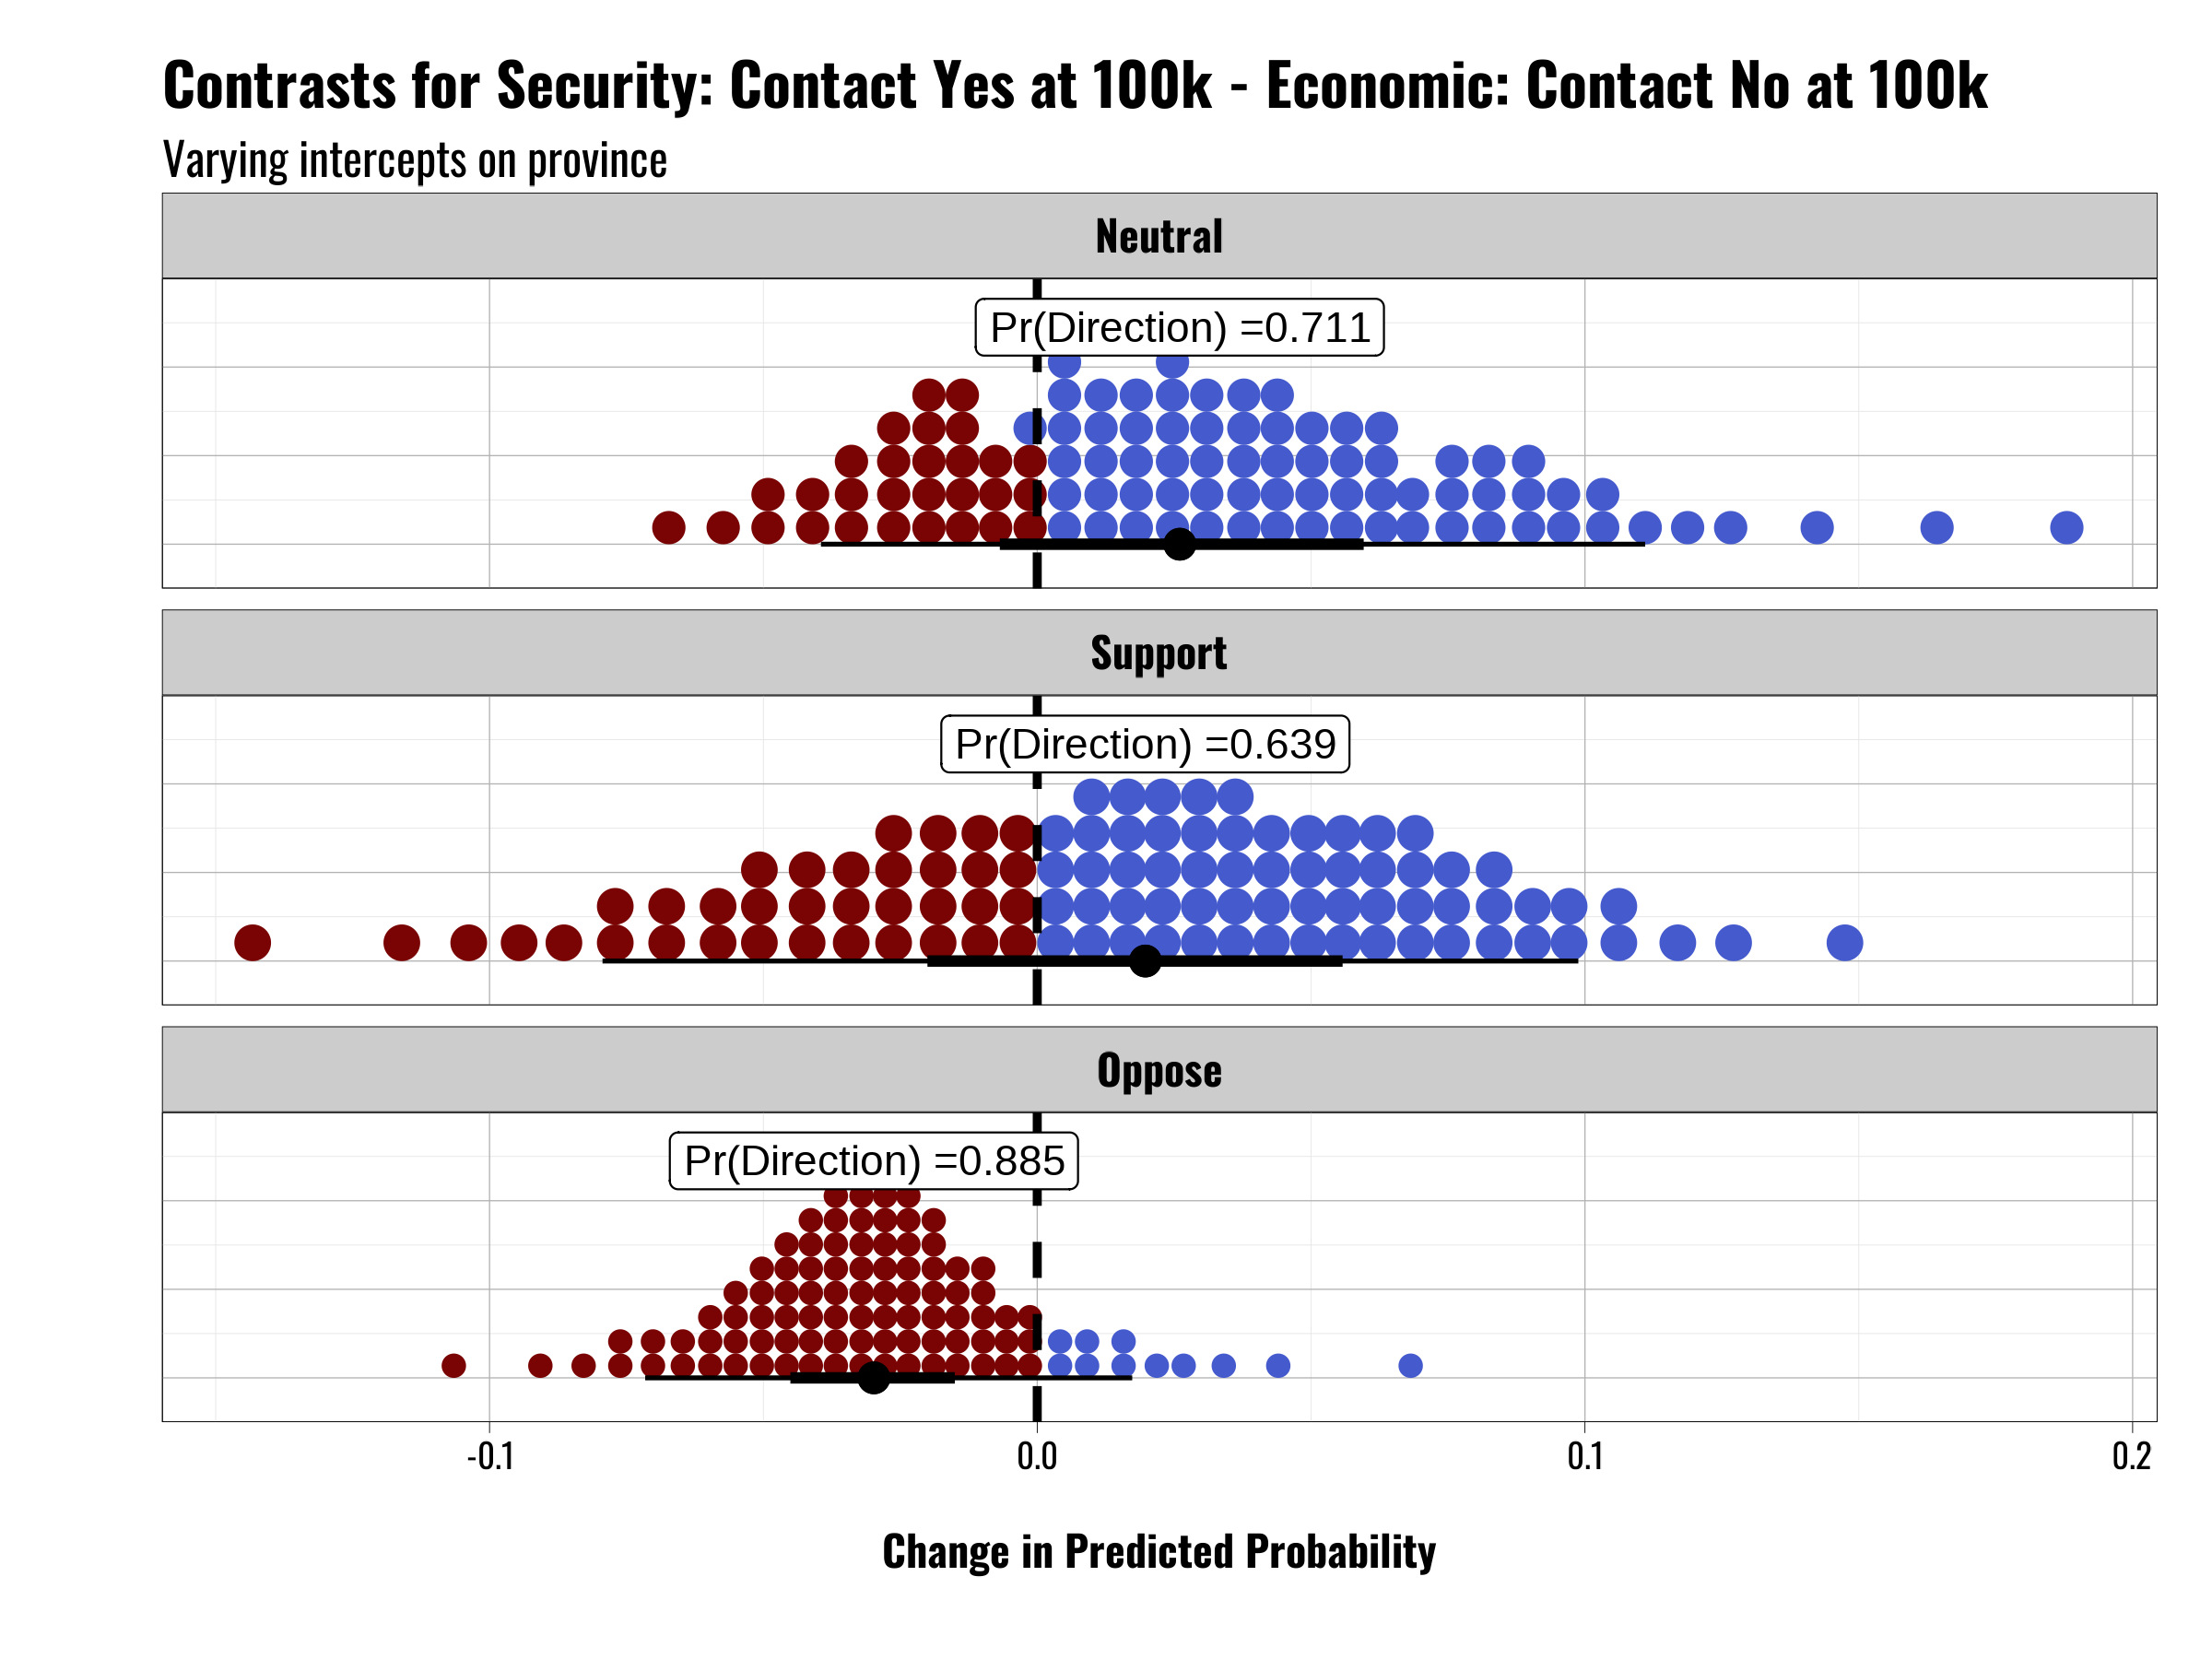 Contrasts for Security: Contact Yes at 100k - Economic: Contact No at 100k
Varying intercepts on province
Neutral
Pr(Direction) =0.711
Support
Pr(Direction) =0.639
Oppose
Pr(Direction) =0.885
-0.1 0.0 0.1 0.2
Change in Predicted Probability